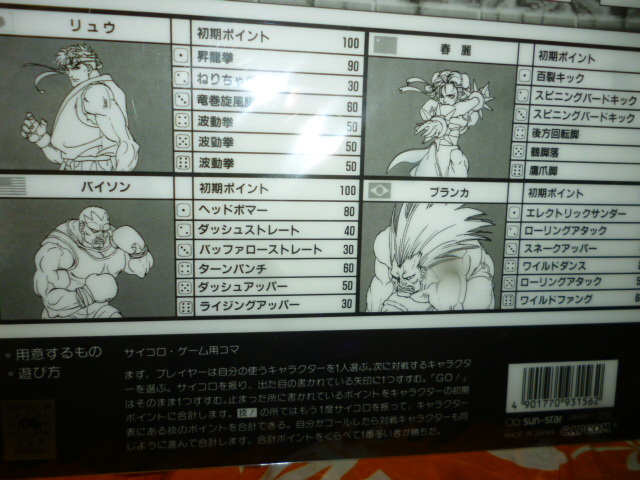 リュウ
初期ポイント 100
昇龍拳 90
ねりちゃ 30
竜巻旋風 60
波動拳 50
波動拳 50
波動拳 50
春麗
初期ポイント
百裂キック
スピニングバードキック
スピニングバードキック
後方回転脚
鶴脚落
鷹爪脚
バイソン
初期ポイント 100
ヘッドボマー 80
ダッシュストレート 40
バッファローストレート 30
ターンパンチ 60
ダッシュアッパー 50
ライジングアッパー 30
ブランカ
初期ポイント
エレクトリックサンダー
ローリングアタック
スネークアッパー
ワイルドダンス
ローリングアタック
ワイルドファング
・用意するもの サイコロ・ゲーム用コマ
・遊び方 まず、プレイヤーは自分の使うキャラクターを1人選ぶ。次に対戦するキャラクタ
ーを選ぶ。サイコロを振り、出た目の書かれている矢印に1つすすむ。「GO!」
はそのまま1つすすむ。止まった所に書かれているポイントをキャラクターの初期
ポイントに合計します。技!の所ではもう1度サイコロを振って、キャラクター
表にある技のポイントを合計できる。自分がゴールしたら対戦キャラクターも同
じように進んで合計します。合計ポイントをくらべて1番多い者が勝ちだ。
4 901770 931562
sun-star
MADE IN JAPAN CAPCOM